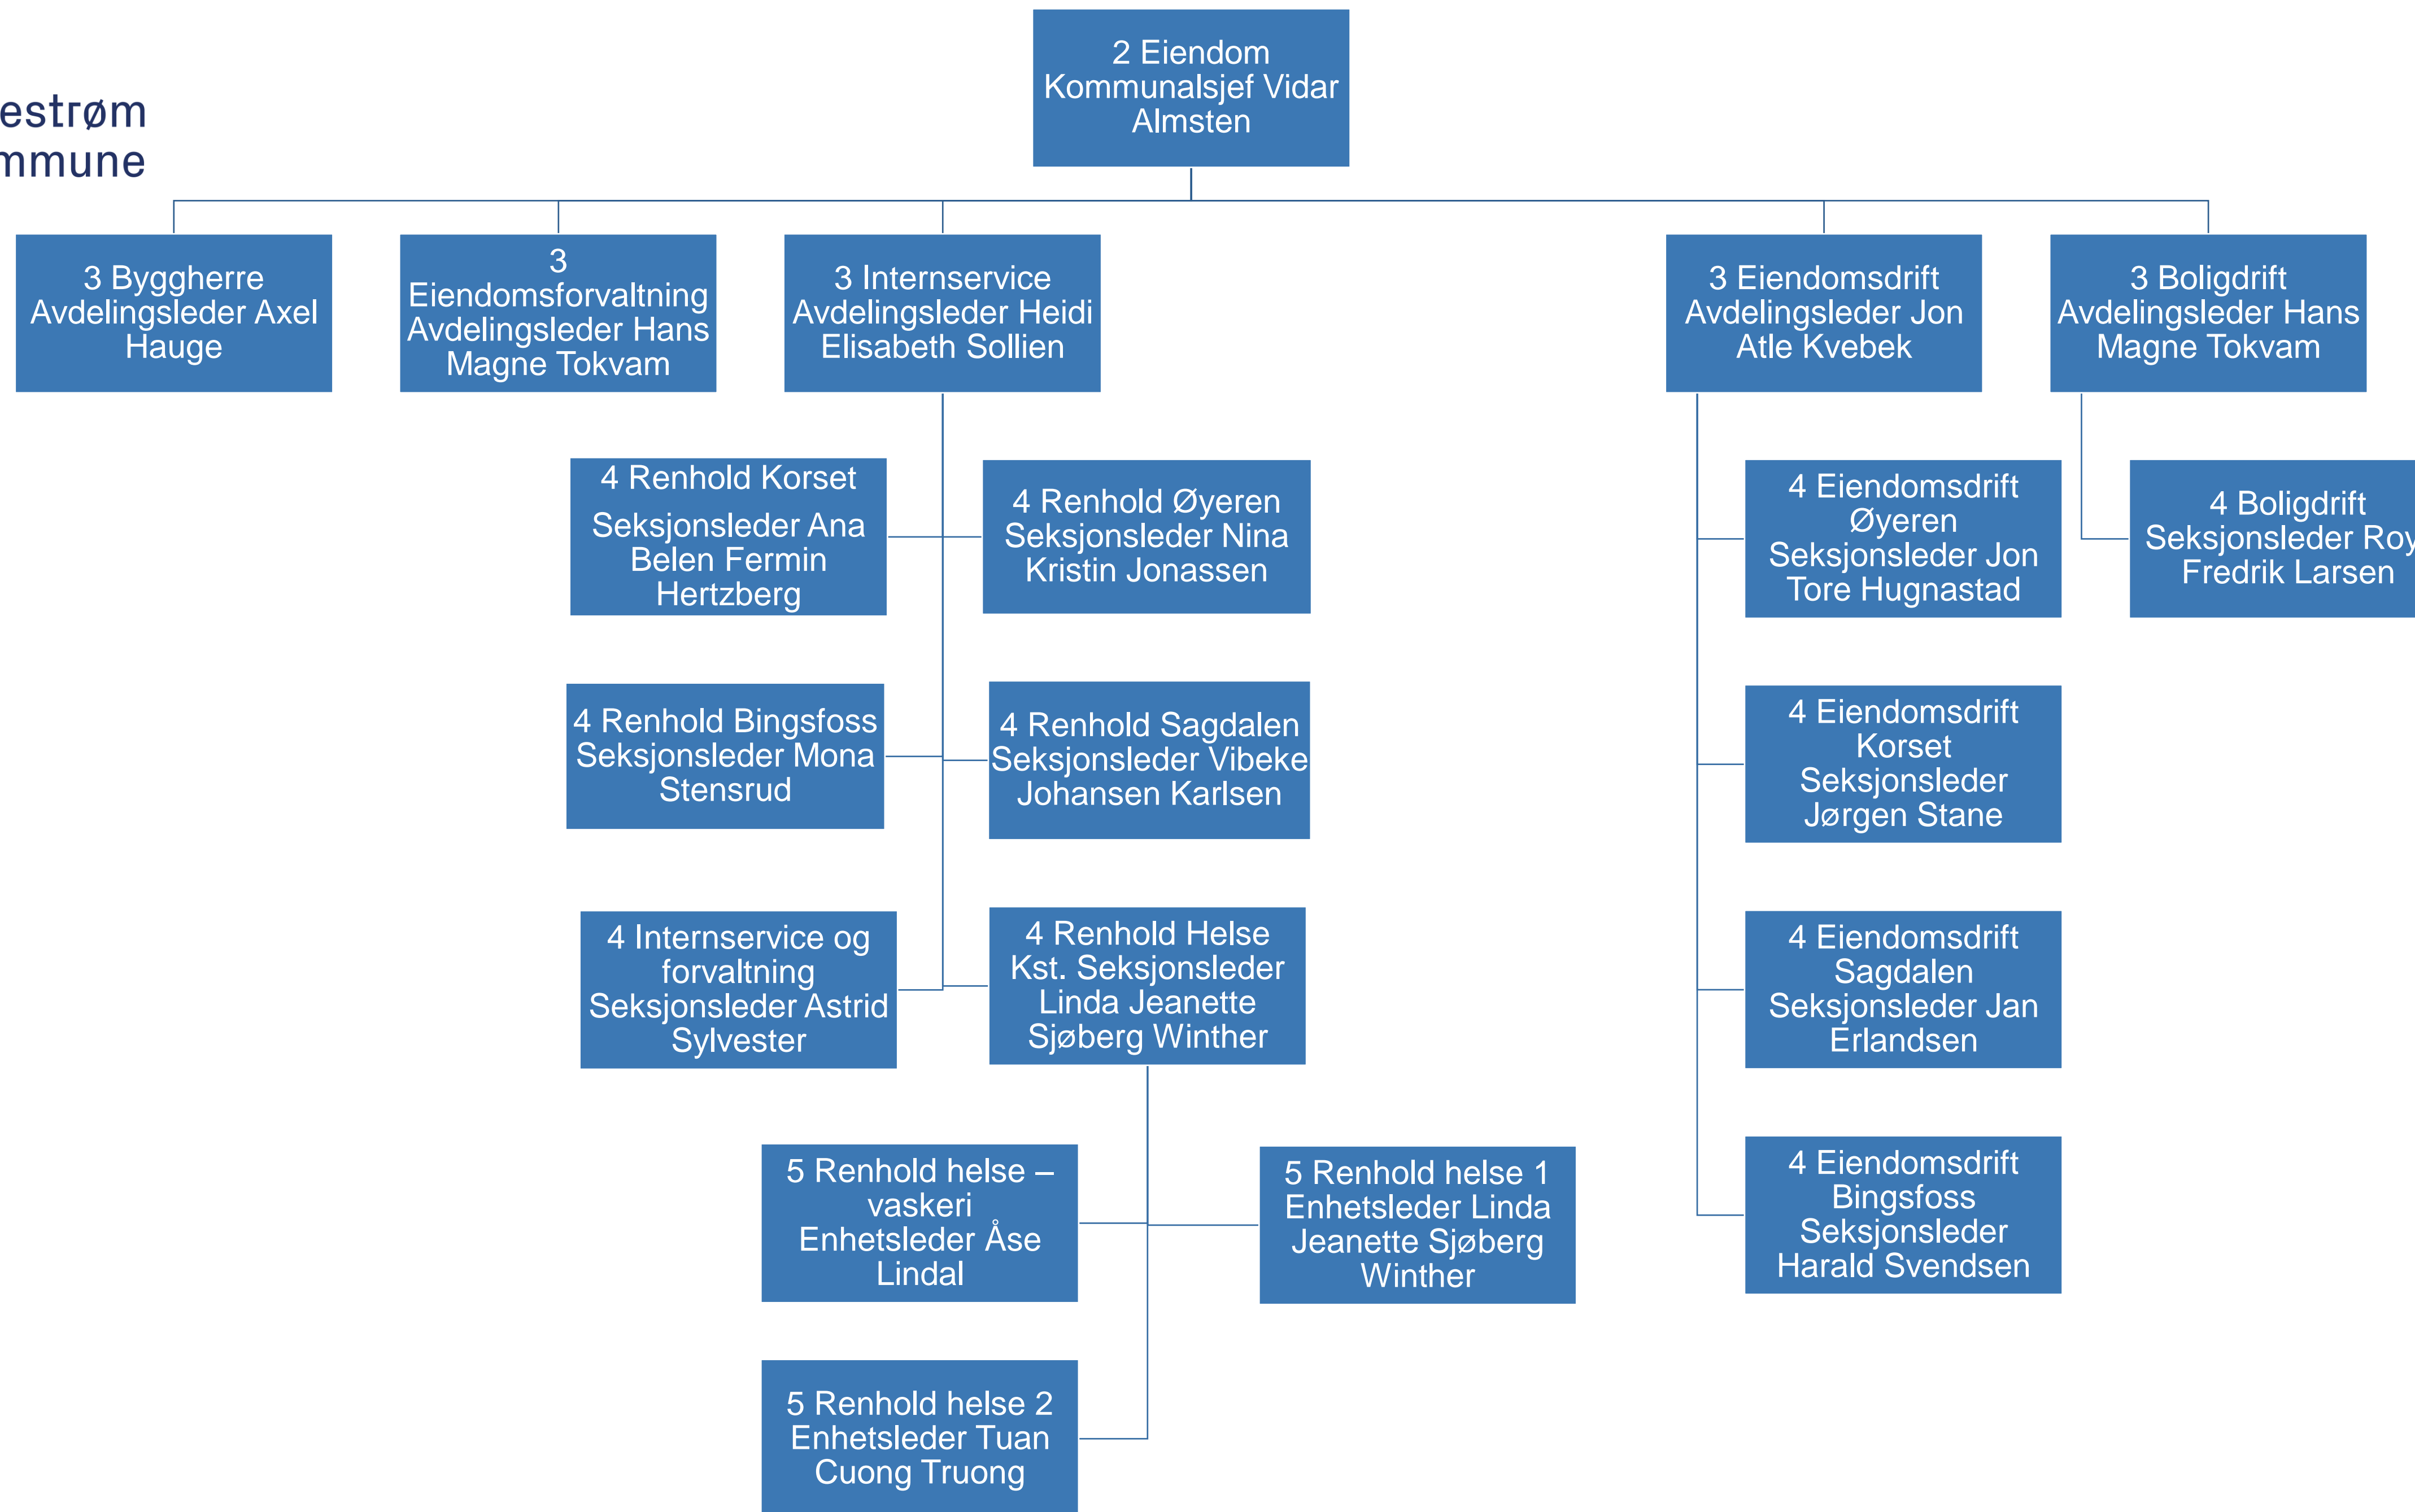 estrøm
mmune
2 Eiendom
Kommunalsjef Vidar
Almsten
3 Byggherre
Avdelingsleder Axel
Hauge
3
Eiendomsforvaltning
Avdelingsleder Hans
Magne Tokvam
3 Internservice
Avdelingsleder Heidi
Elisabeth Sollien
3 Eiendomsdrift
Avdelingsleder Jon
Atle Kvebek
3 Boligdrift
Avdelingsleder Hans
Magne Tokvam
4 Renhold Korset
Seksjonsleder Ana
Belen Fermin
Hertzberg
4 Renhold Øyeren
Seksjonsleder Nina
Kristin Jonassen
4 Renhold Bingsfoss
Seksjonsleder Mona
Stensrud
4 Renhold Sagdalen
Seksjonsleder Vibeke
Johansen Karlsen
4 Internservice og
forvaltning
Seksjonsleder Astrid
Sylvester
4 Renhold Helse
Kst. Seksjonsleder
Linda Jeanette
Sjøberg Winther
5 Renhold helse –
vaskeri
Enhetsleder Åse
Lindal
5 Renhold helse 1
Enhetsleder Linda
Jeanette Sjøberg
Winther
5 Renhold helse 2
Enhetsleder Tuan
Cuong Truong
4 Eiendomsdrift
Øyeren
Seksjonsleder Jon
Tore Hugnastad
4 Eiendomsdrift
Korset
Seksjonsleder
Jørgen Stane
4 Eiendomsdrift
Sagdalen
Seksjonsleder Jan
Erlandsen
4 Eiendomsdrift
Bingsfoss
Seksjonsleder
Harald Svendsen
4 Boligdrift
Seksjonsleder Roy
Fredrik Larsen